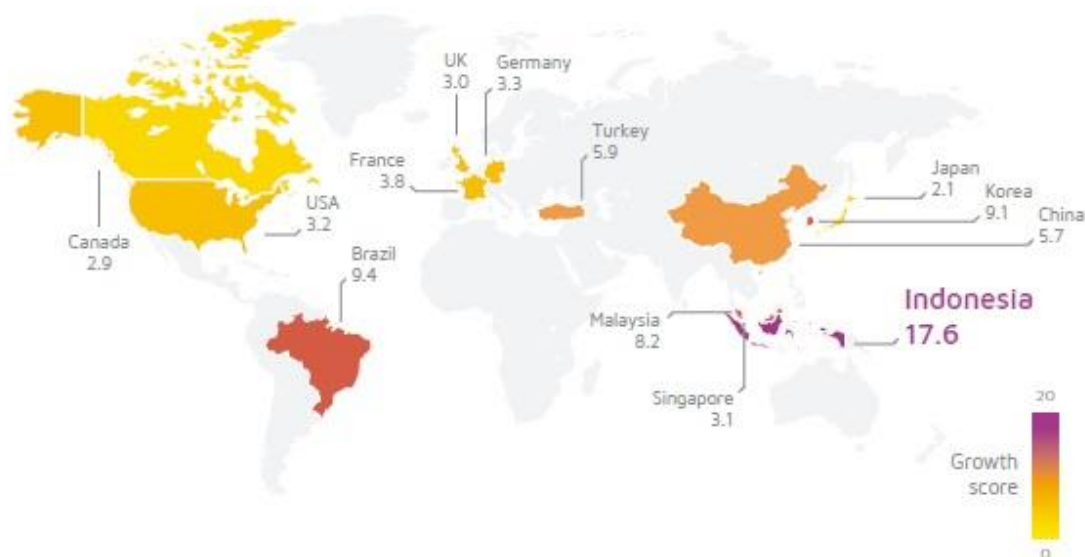 UK
3.0
Germany
3.3
Turkey
5.9
France
3.8
Japan
2.1
Korea
9.1
China
5.7
USA
3.2
Canada
2.9
Brazil
9.4
Indonesia
17.6
Malaysia
8.2
Singapore
3.1
20
Growth
score
0